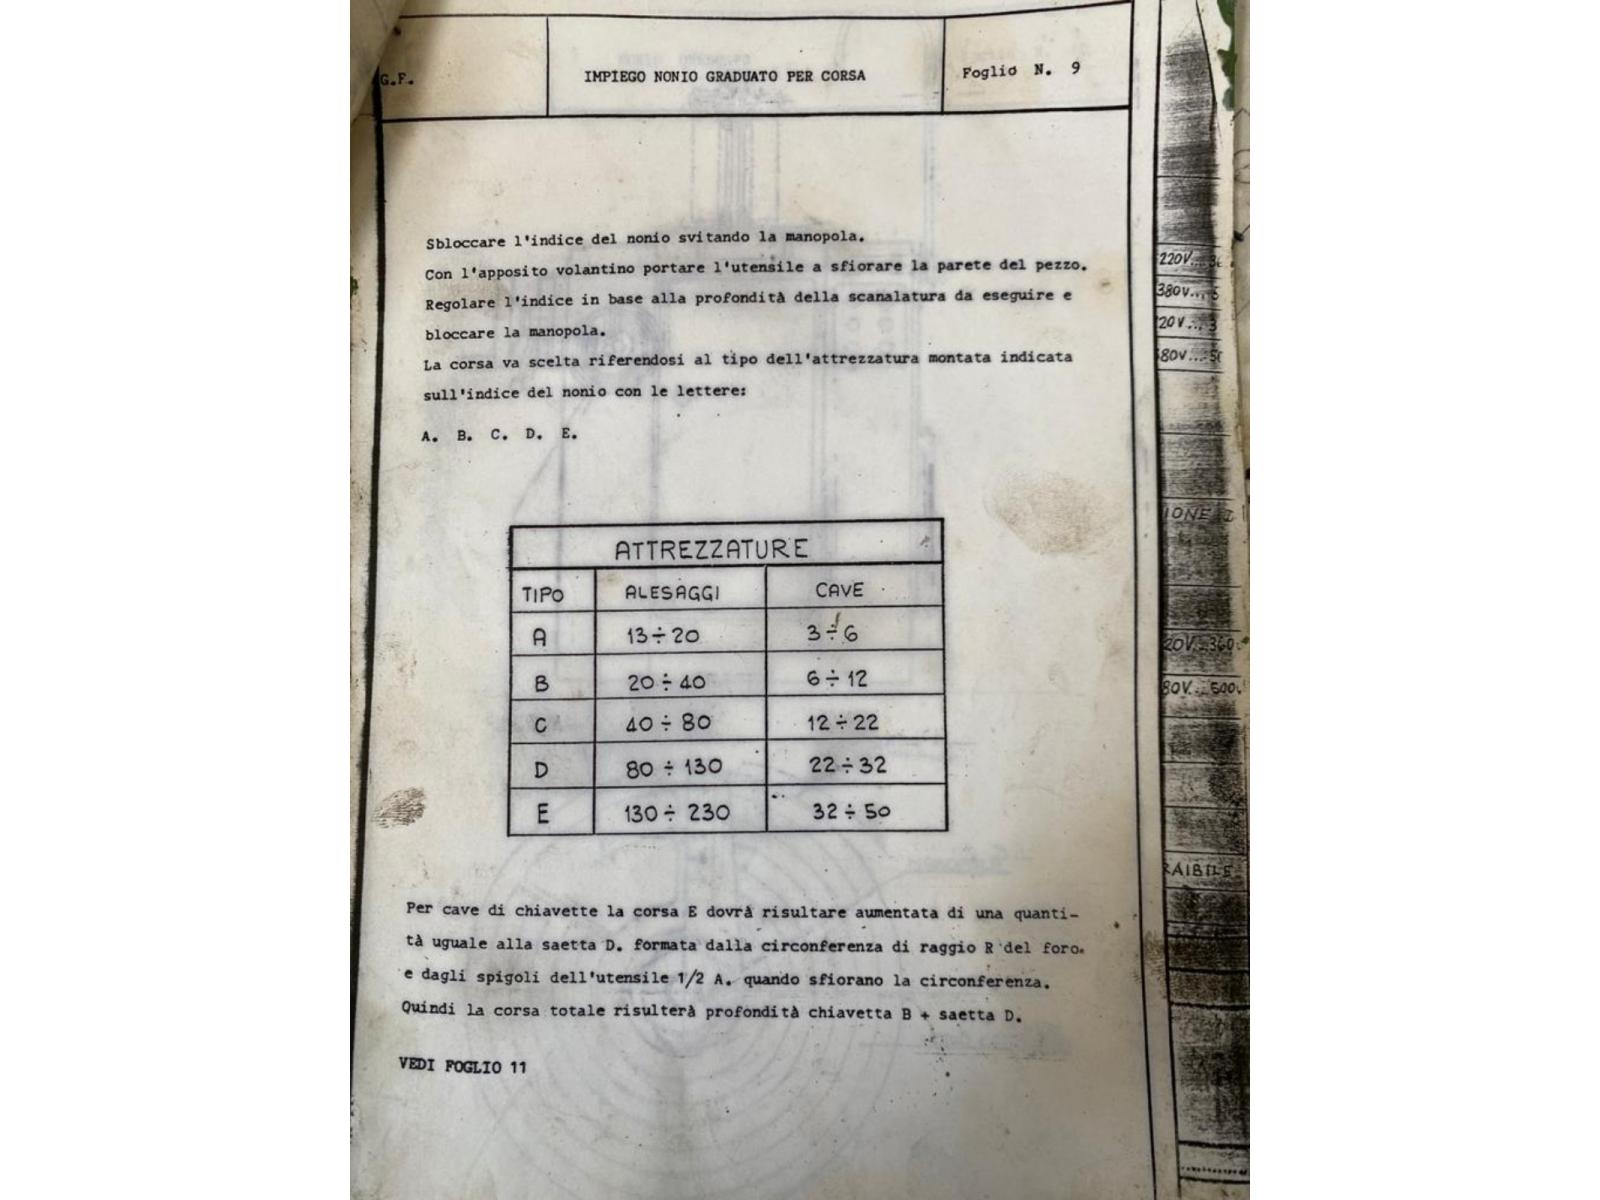 G.F.
IMPIEGO NONIO GRADUATO PER CORSA
Foglio N. 9
Sbloccare l'indice del nonio svitando la manopola.
Con l'apposito volantino portare l'utensile a sfiorare la parete del pezzo.
Regolare l'indice in base alla profondità della scanalatura da eseguire e
bloccare la manopola.
La corsa va scelta riferendosi al tipo dell'attrezzatura montata indicata
sull'indice del nonio con le lettere:
A. B. C. D. E.
ATTREZZATURE
TIPO ALESAGGI CAVE
A 13÷20 3÷6
B 20÷40 6÷12
C 40÷80 12÷22
D 80÷130 22÷32
E 130÷230 32÷50
Per cave di chiavette la corsa E dovrà risultare aumentata di una quanti-
tà uguale alla saetta D. formata dalla circonferenza di raggio R del foro.
e dagli spigoli dell'utensile 1/2 A. quando sfiorano la circonferenza.
Quindi la corsa totale risulterà profondità chiavetta B + saetta D.
VEDI FOGLIO 11
220V...
380V...
20V...
80V...
IONE
20V...360
80V...500
RAIBILE